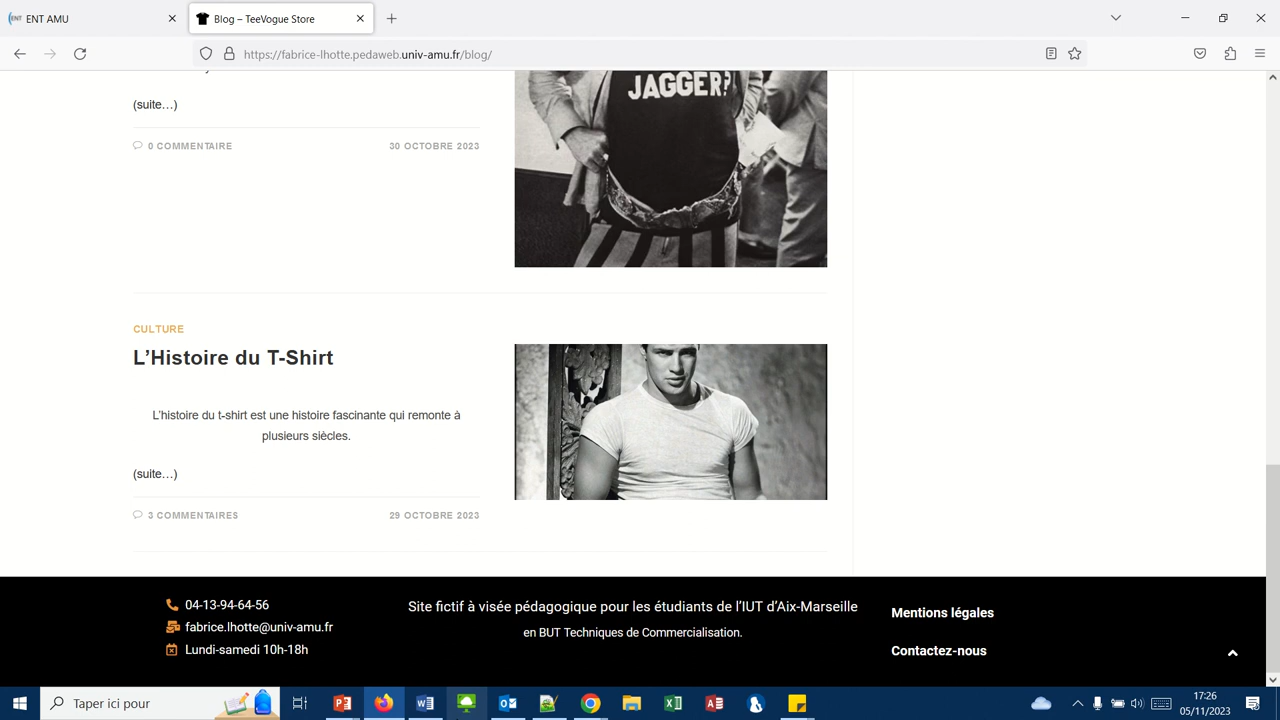 ENT AMU
Blog – TeeVogue Store
https://fabrice-lhotte.pedaweb.univ-amu.fr/blog/
JAGGER?
(suite…)
0 COMMENTAIRE
30 OCTOBRE 2023
CULTURE
L’Histoire du T-Shirt
L’histoire du t-shirt est une histoire fascinante qui remonte à
plusieurs siècles.
(suite…)
3 COMMENTAIRES
29 OCTOBRE 2023
04-13-94-64-56
fabrice.lhotte@univ-amu.fr
Lundi-samedi 10h-18h
Site fictif à visée pédagogique pour les étudiants de l’IUT d’Aix-Marseille
en BUT Techniques de Commercialisation.
Mentions légales
Contactez-nous
Taper ici pour
17:26
05/11/2023